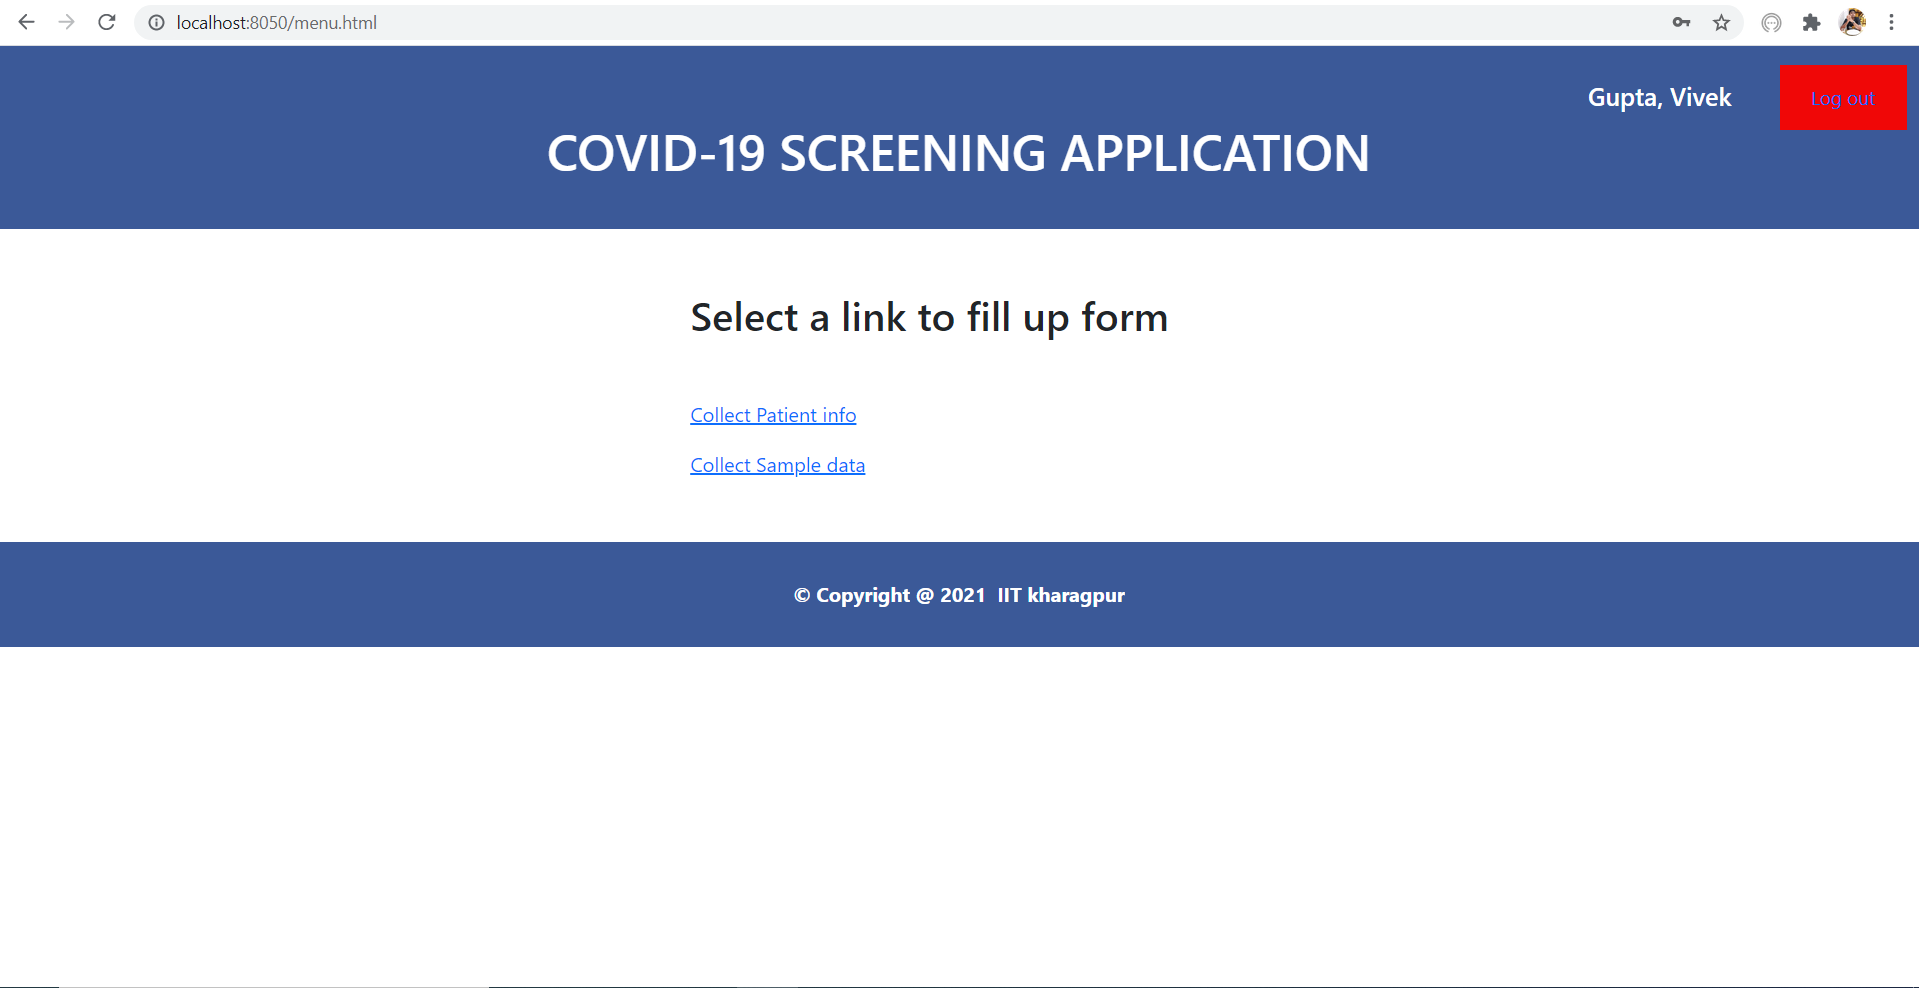 localhost:8050/menu.html
Gupta, Vivek
Log out
COVID-19 SCREENING APPLICATION
Select a link to fill up form
Collect Patient info
Collect Sample data
© Copyright @ 2021  IIT kharagpur